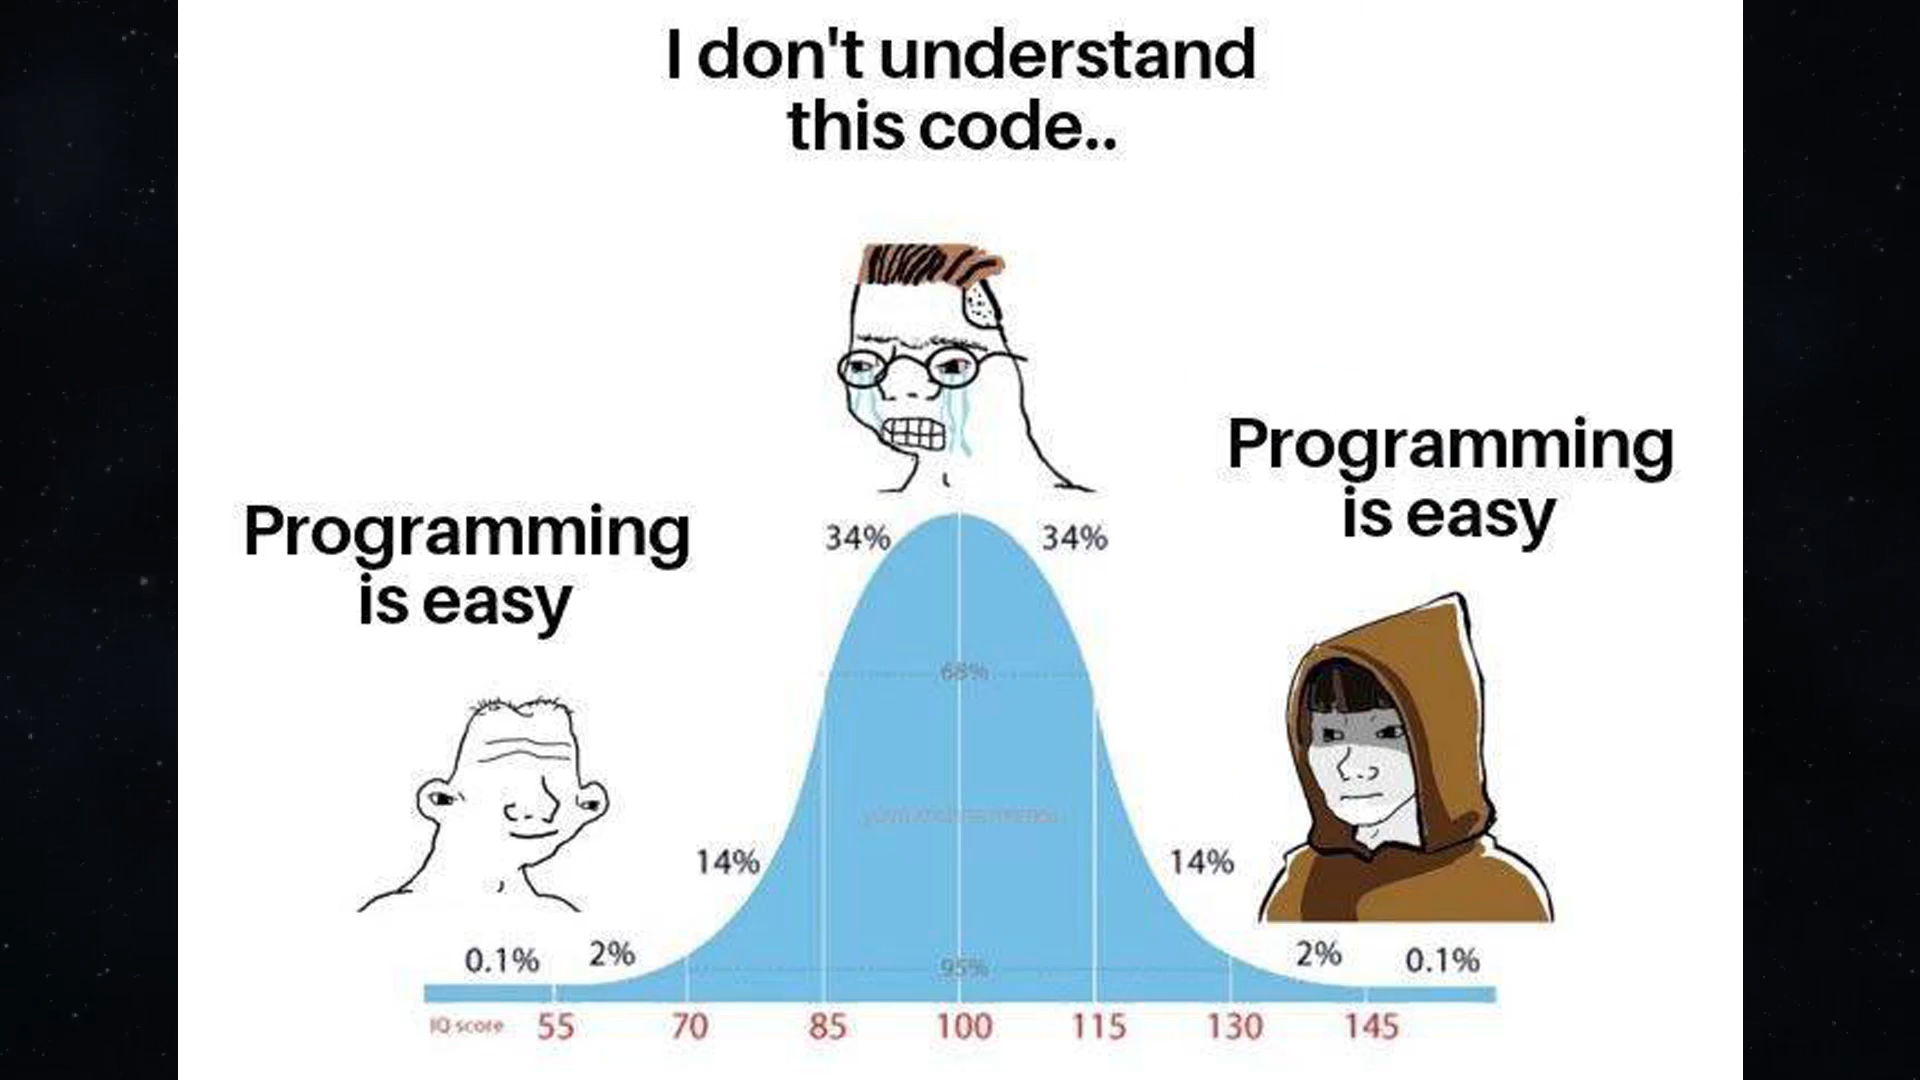 I don't understand
this code..
Programming
is easy
Programming
is easy
34%
34%
68%
14%
14%
0.1%
2%
95%
2%
0.1%
IQ score
55
70
85
100
115
130
145